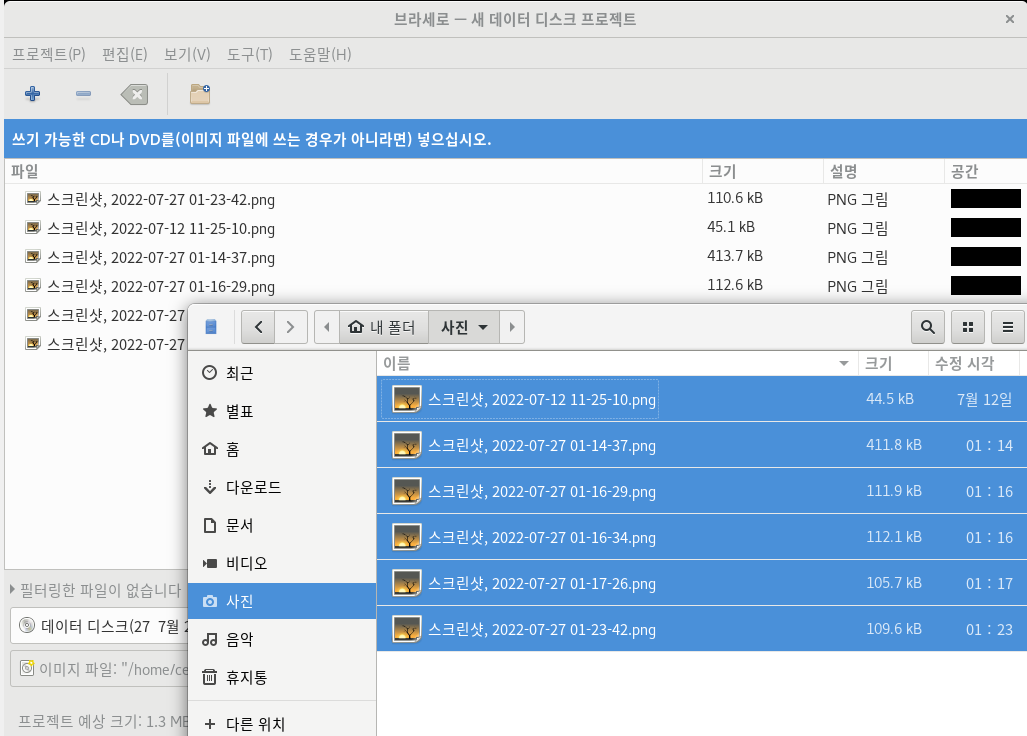 브라세로 — 새 데이터 디스크 프로젝트
프로젝트(P) 편집(E) 보기(V) 도구(T) 도움말(H)
쓰기 가능한 CD나 DVD를(이미지 파일에 쓰는 경우가 아니라면) 넣으십시오.
파일 크기 설명 공간
스크린샷, 2022-07-27 01-23-42.png 110.6 kB PNG 그림
스크린샷, 2022-07-12 11-25-10.png 45.1 kB PNG 그림
스크린샷, 2022-07-27 01-14-37.png 413.7 kB PNG 그림
스크린샷, 2022-07-27 01-16-29.png 112.6 kB PNG 그림
스크린샷, 2022-07-27
스크린샷, 2022-07-27
필터링한 파일이 없습니다
데이터 디스크(27 7월 2
이미지 파일: "/home/ce
프로젝트 예상 크기: 1.3 ME
내 폴더 사진
최근
별표
홈
다운로드
문서
비디오
사진
음악
휴지통
다른 위치
이름 크기 수정 시각
스크린샷, 2022-07-12 11-25-10.png 44.5 kB 7월 12일
스크린샷, 2022-07-27 01-14-37.png 411.8 kB 01 : 14
스크린샷, 2022-07-27 01-16-29.png 111.9 kB 01 : 16
스크린샷, 2022-07-27 01-16-34.png 112.1 kB 01 : 16
스크린샷, 2022-07-27 01-17-26.png 105.7 kB 01 : 17
스크린샷, 2022-07-27 01-23-42.png 109.6 kB 01 : 23